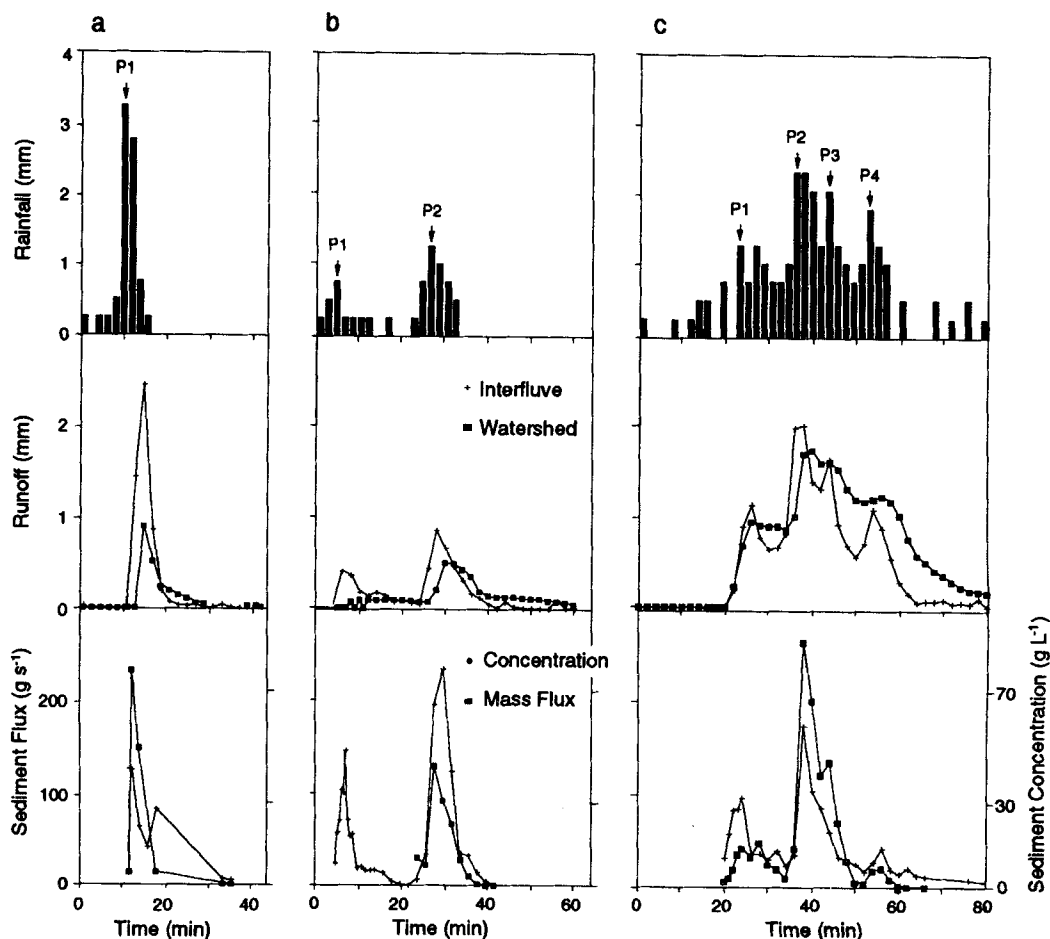 a
b
c
4
3
2
1
0
Rainfall (mm)
P1
P1
P2
P1
P2
P3
P4
2
1
0
Runoff (mm)
+ Interfluve
■ Watershed
200
100
0
Sediment Flux (g s⁻¹)
● Concentration
■ Mass Flux
70
30
0
Sediment Concentration (g L⁻¹)
0 20 40
0 20 40 60
0 20 40 60 80
Time (min)
Time (min)
Time (min)